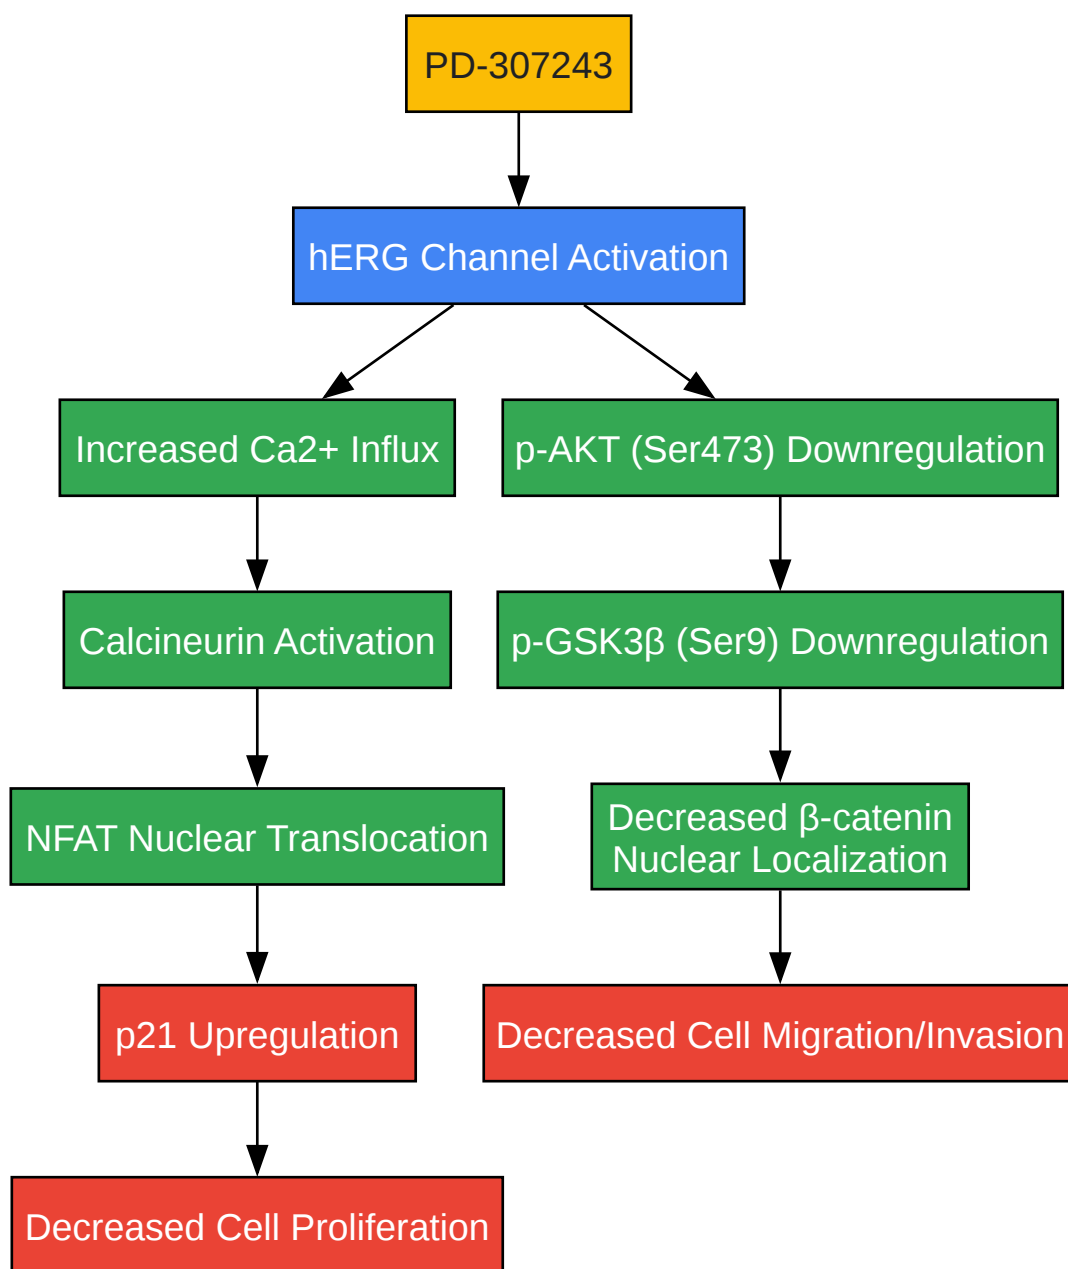 PD-307243
hERG Channel Activation
Increased Ca2+ Influx
p-AKT (Ser473) Downregulation
Calcineurin Activation
p-GSK3β (Ser9) Downregulation
NFAT Nuclear Translocation
Decreased β-catenin
Nuclear Localization
p21 Upregulation
Decreased Cell Migration/Invasion
Decreased Cell Proliferation